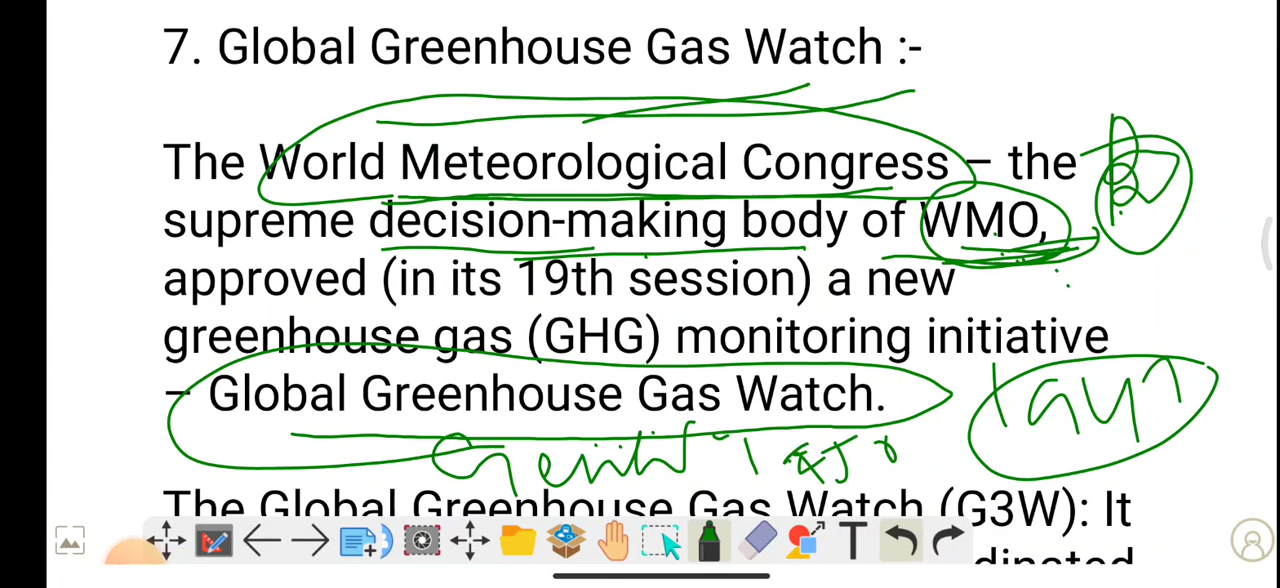 7. Global Greenhouse Gas Watch :-
The World Meteorological Congress – the
supreme decision-making body of WMO,
approved (in its 19th session) a new
greenhouse gas (GHG) monitoring initiative
– Global Greenhouse Gas Watch.
The Global Greenhouse Gas Watch (G3W): It